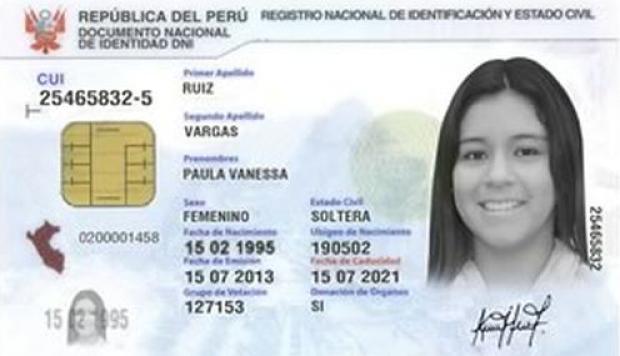 REPÚBLICA DEL PERÚ REGISTRO NACIONAL DE IDENTIFICACIÓN Y ESTADO CIVIL
DOCUMENTO NACIONAL
DE IDENTIDAD DNI
CUI
25465832-5
Primer Apellido
RUIZ
Segundo Apellido
VARGAS
Prenombres
PAULA VANESSA
Sexo Estado Civil
FEMENINO SOLTERA
Fecha de Nacimiento Ubigeo de Nacimiento
15 02 1995 190502
Fecha de Emisión Fecha de Caducidad
15 07 2013 15 07 2021
Grupo de Votación Donación de Órganos
127153 SI
0200001458
15 95
25465832